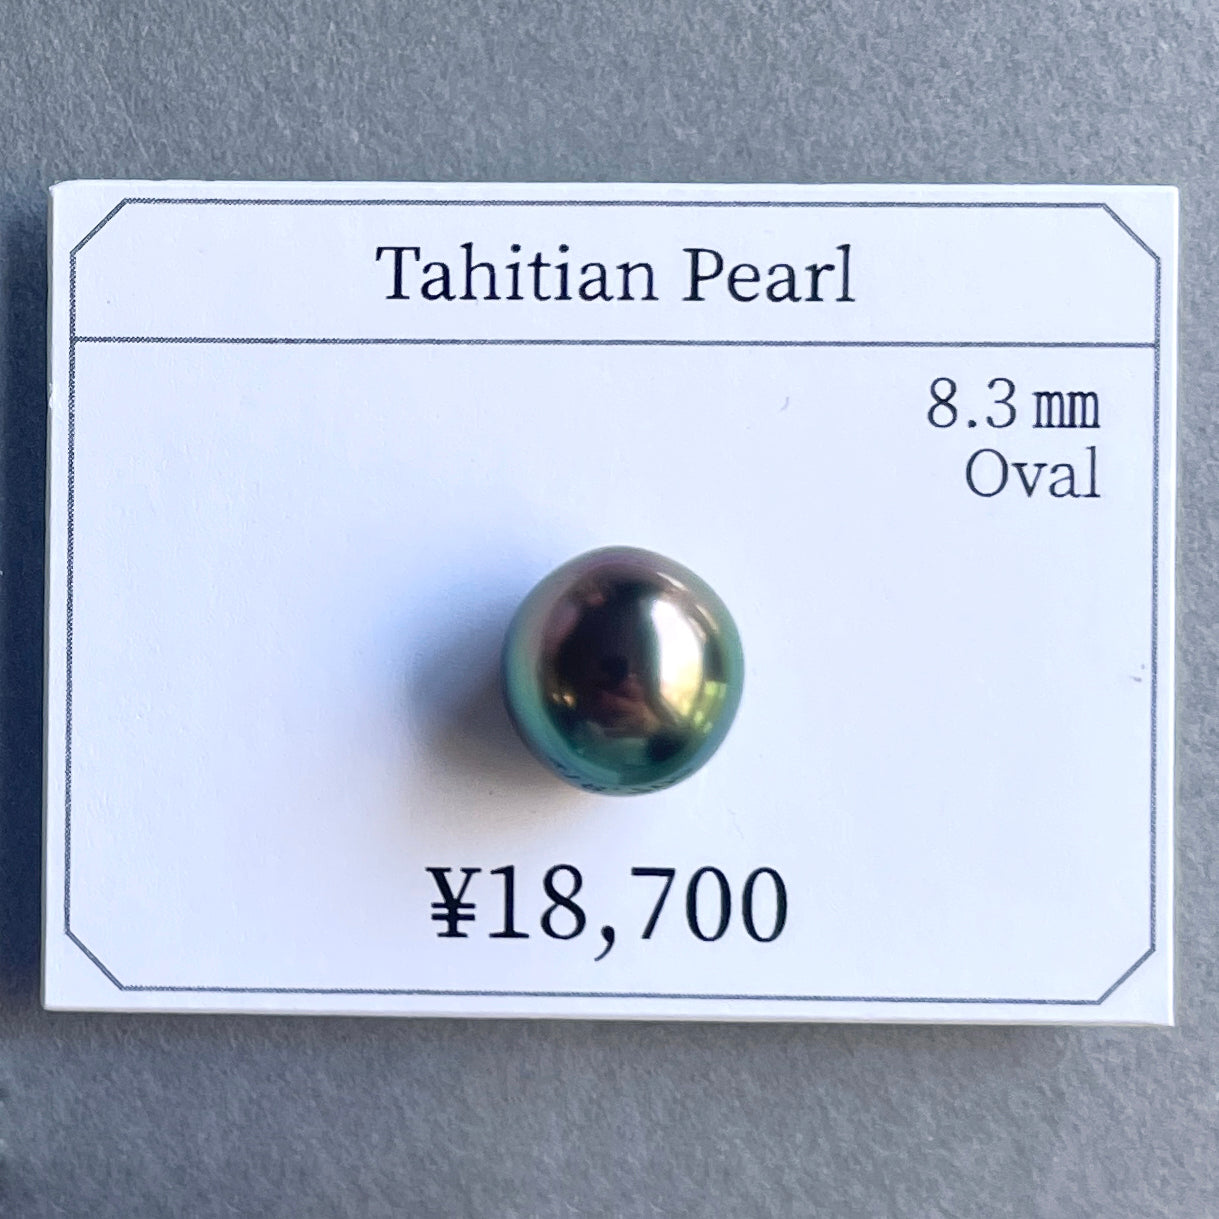 Tahitian Pearl
8.3㎜
Oval
¥18,700